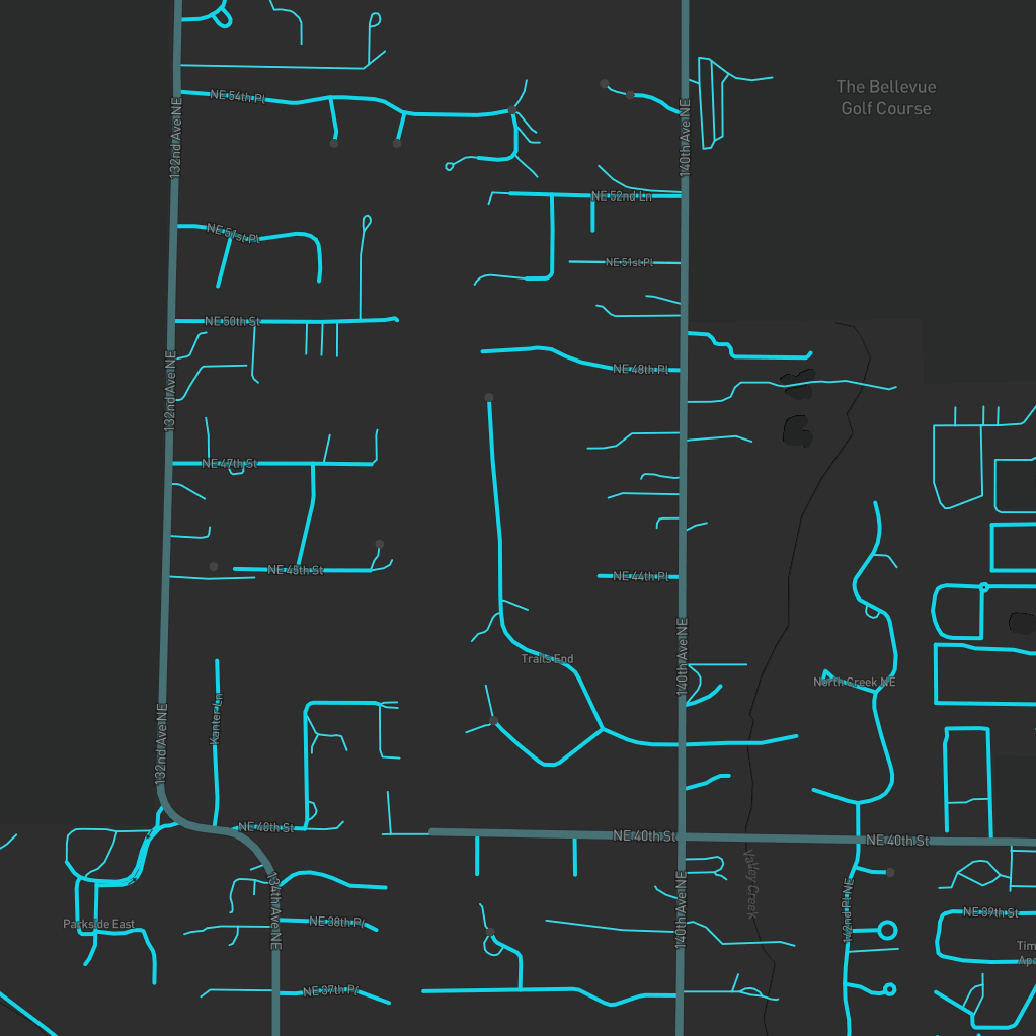 The Bellevue
Golf Course
NE 54th Pl
132nd Ave NE
140th Ave NE
NE 52nd Ln
NE 51st Pl
NE 51st Pl
NE 50th St
132nd Ave NE
NE 48th Pl
NE 47th St
NE 45th St
NE 44th Pl
140th Ave NE
Trails End
North Creek NE
Kanter Ln
132nd Ave NE
NE 40th St
NE 40th St
NE 40th St
Valley Creek
134th Ave NE
140th Ave NE
142nd Pl NE
Parkside East
NE 38th Pl
NE 39th St
Tim
Apa
NE 37th Pl